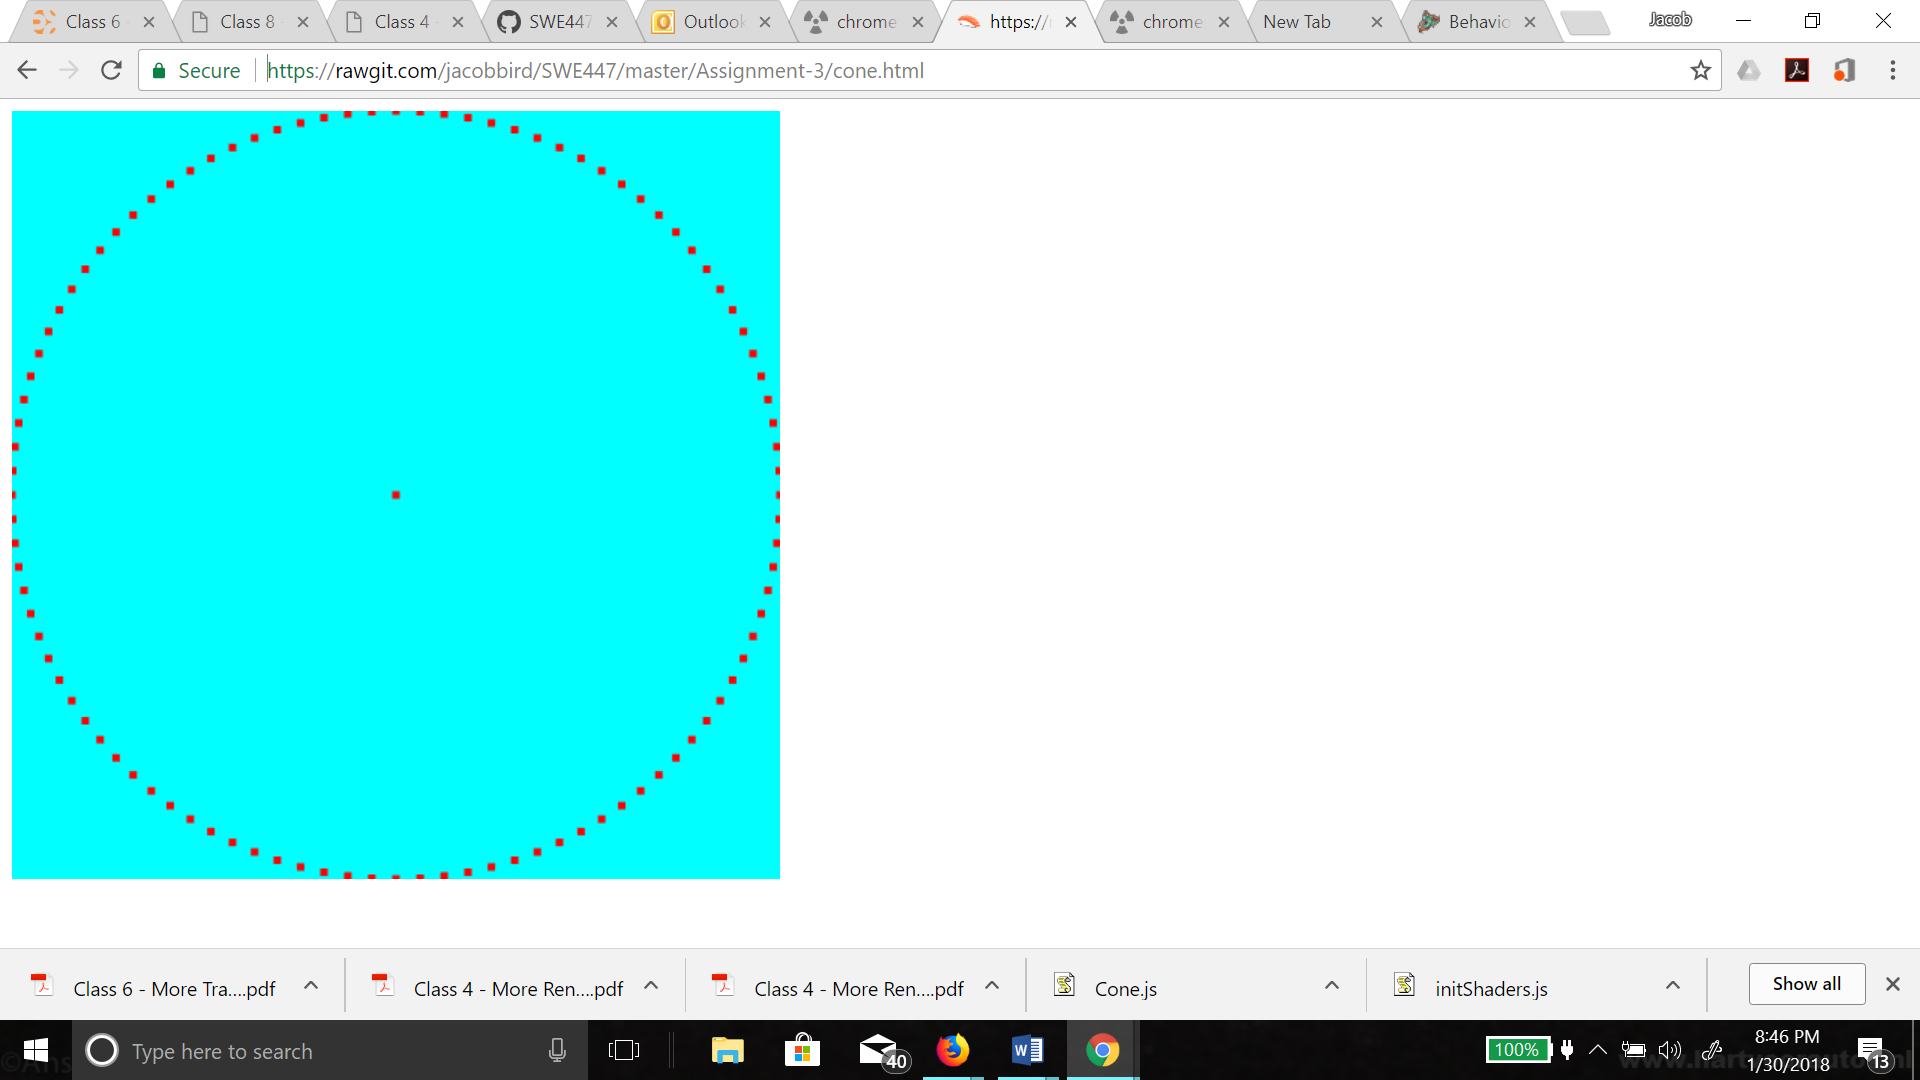 Class 6
Class 8
Class 4
SWE447
Outlook
chrome
https://
chrome
New Tab
Behavio
Jacob
Secure
https://rawgit.com/jacobbird/SWE447/master/Assignment-3/cone.html
Class 6 - More Tra....pdf
Class 4 - More Ren....pdf
Class 4 - More Ren....pdf
Cone.js
initShaders.js
Show all
Type here to search
40
100%
8:46 PM
1/30/2018
13